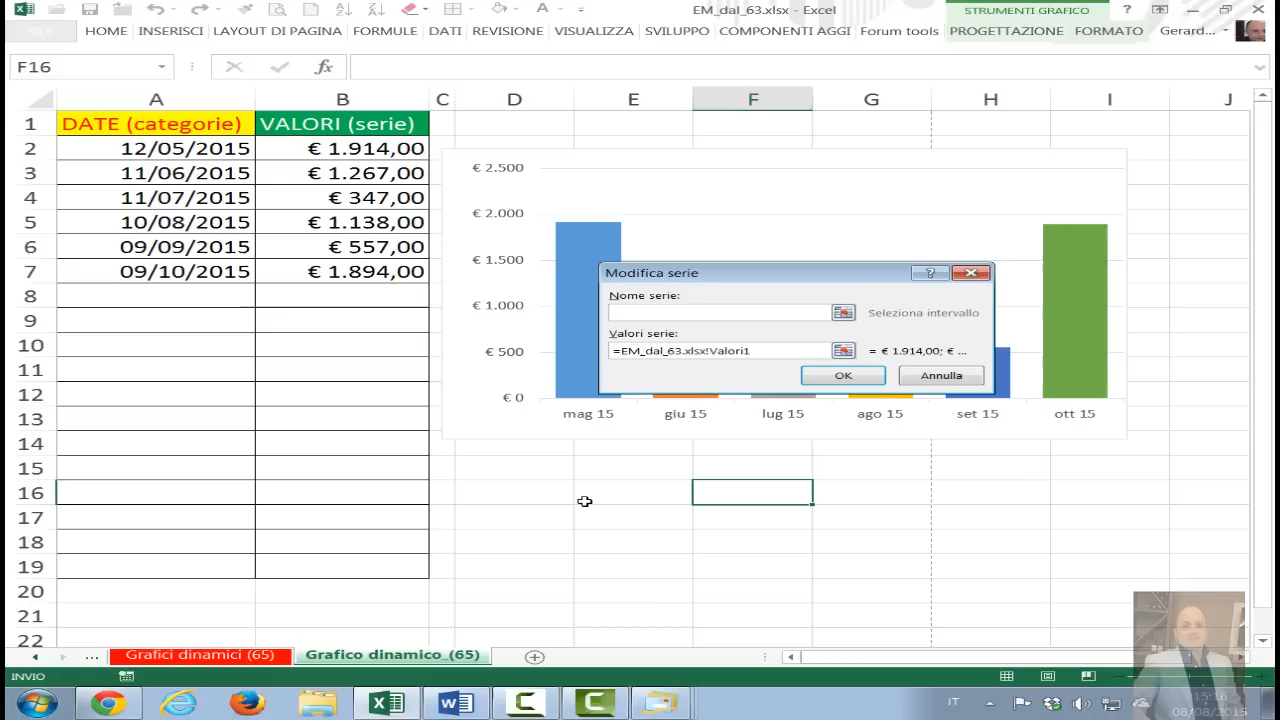 EM_dal_63.xlsx - Excel
STRUMENTI GRAFICO
HOME INSERISCI LAYOUT DI PAGINA FORMULE DATI REVISIONE VISUALIZZA SVILUPPO COMPONENTI AGGI Forum tools PROGETTAZIONE FORMATO Gerard...
F16
fx
A B C D E F G H I J
1 DATE (categorie) VALORI (serie)
2 12/05/2015 € 1.914,00
3 11/06/2015 € 1.267,00
4 11/07/2015 € 347,00
5 10/08/2015 € 1.138,00
6 09/09/2015 € 557,00
7 09/10/2015 € 1.894,00
8
9
10
11
12
13
14
15
16
17
18
19
20
21
22
€ 2.500
€ 2.000
€ 1.500
€ 1.000
€ 500
€ 0
mag 15 giu 15 lug 15 ago 15 set 15 ott 15
Modifica serie
Nome serie:
Seleziona intervallo
Valori serie:
=EM_dal_63.xlsx!Valori1 = € 1.914,00; € ...
OK Annulla
... Grafici dinamici (65) Grafico dinamico_(65)
INVIO
IT
15:16
08/08/2015